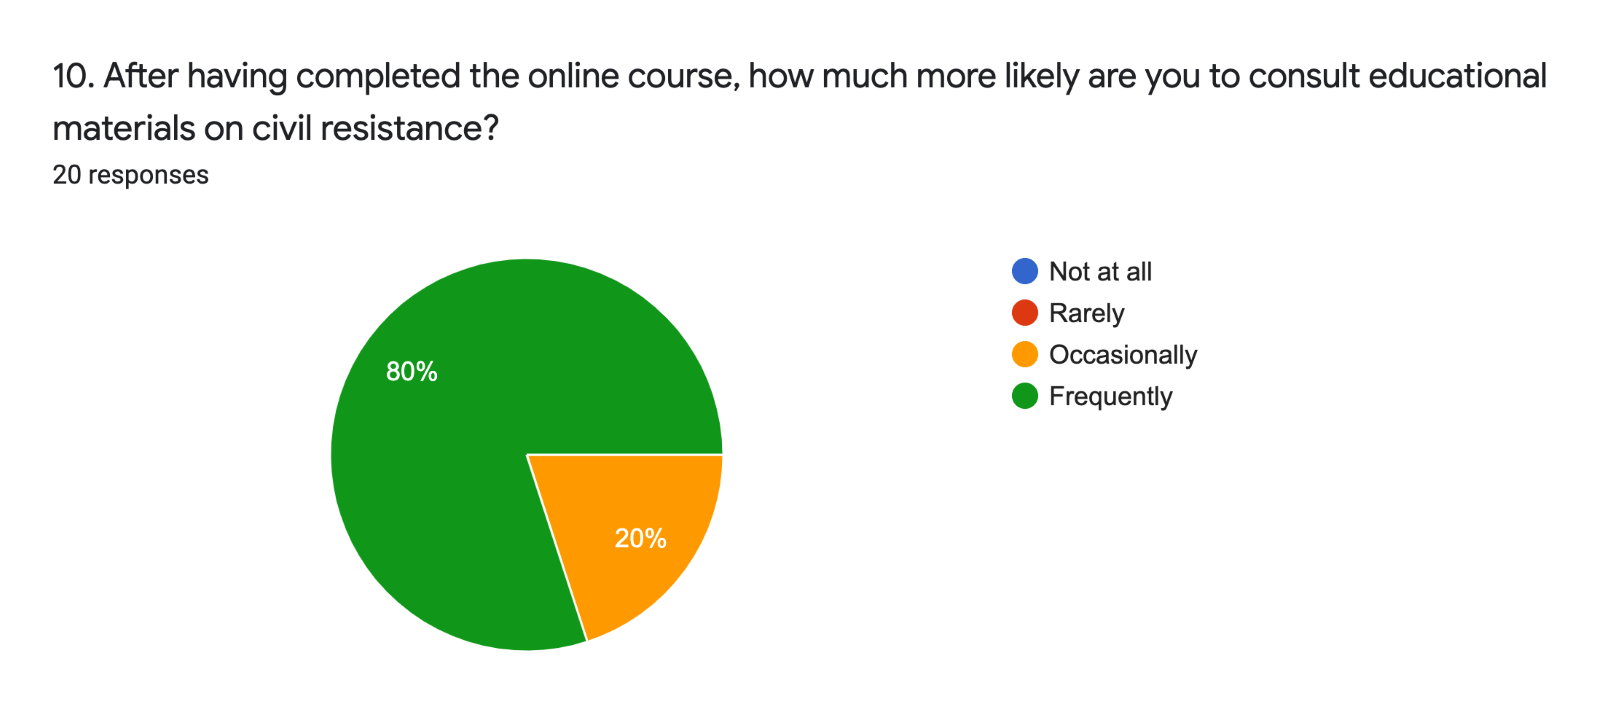 10. After having completed the online course, how much more likely are you to consult educational
materials on civil resistance?
20 responses
80%
20%
Not at all
Rarely
Occasionally
Frequently